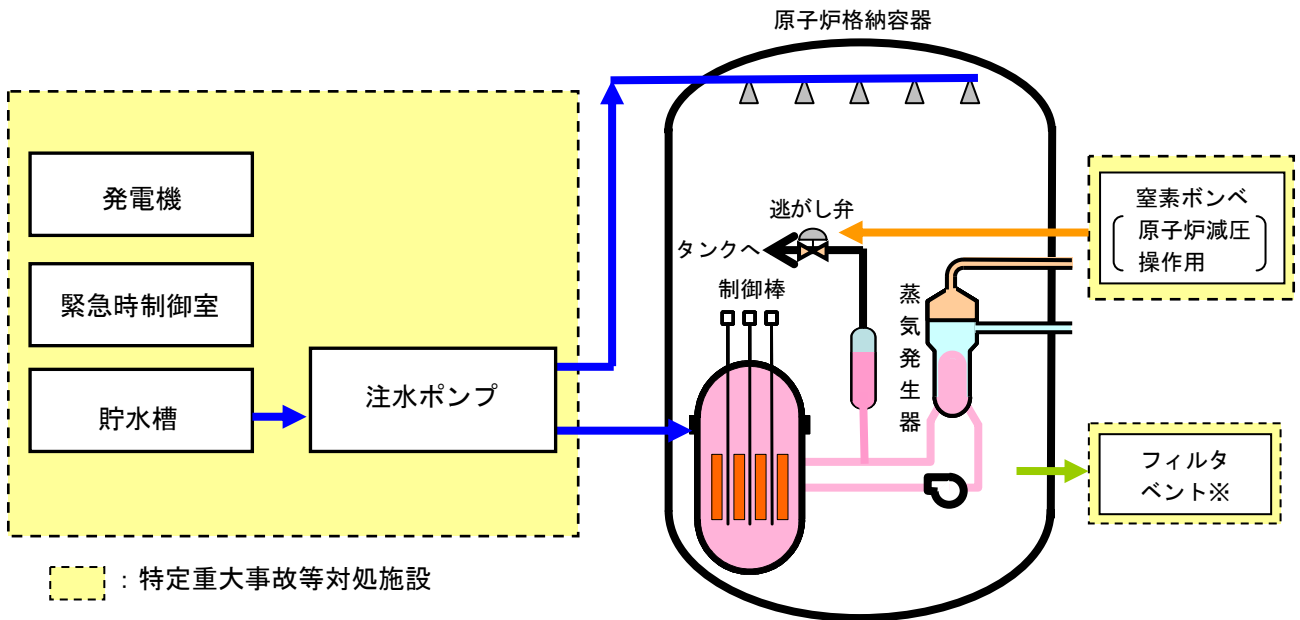 原子炉格納容器
発電機
緊急時制御室
貯水槽
注水ポンプ
逃がし弁
タンクへ
制御棒
蒸気発生器
窒素ボンベ
原子炉減圧
操作用
フィルタ
ベント※
：特定重大事故等対処施設